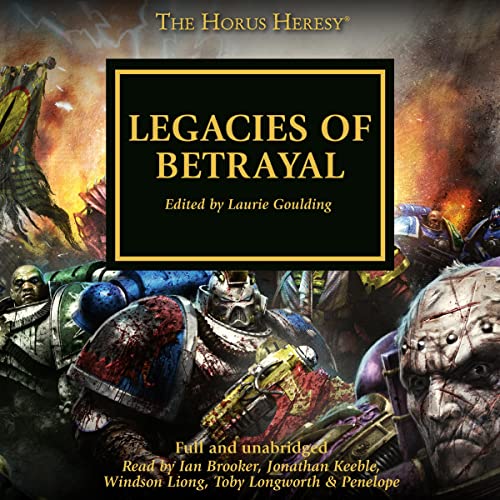 THE HORUS HERESY®
LEGACIES OF
BETRAYAL
Edited by Laurie Goulding
Full and unabridged
Read by Ian Brooker, Jonathan Keeble,
Windson Liong, Toby Longworth & Penelope